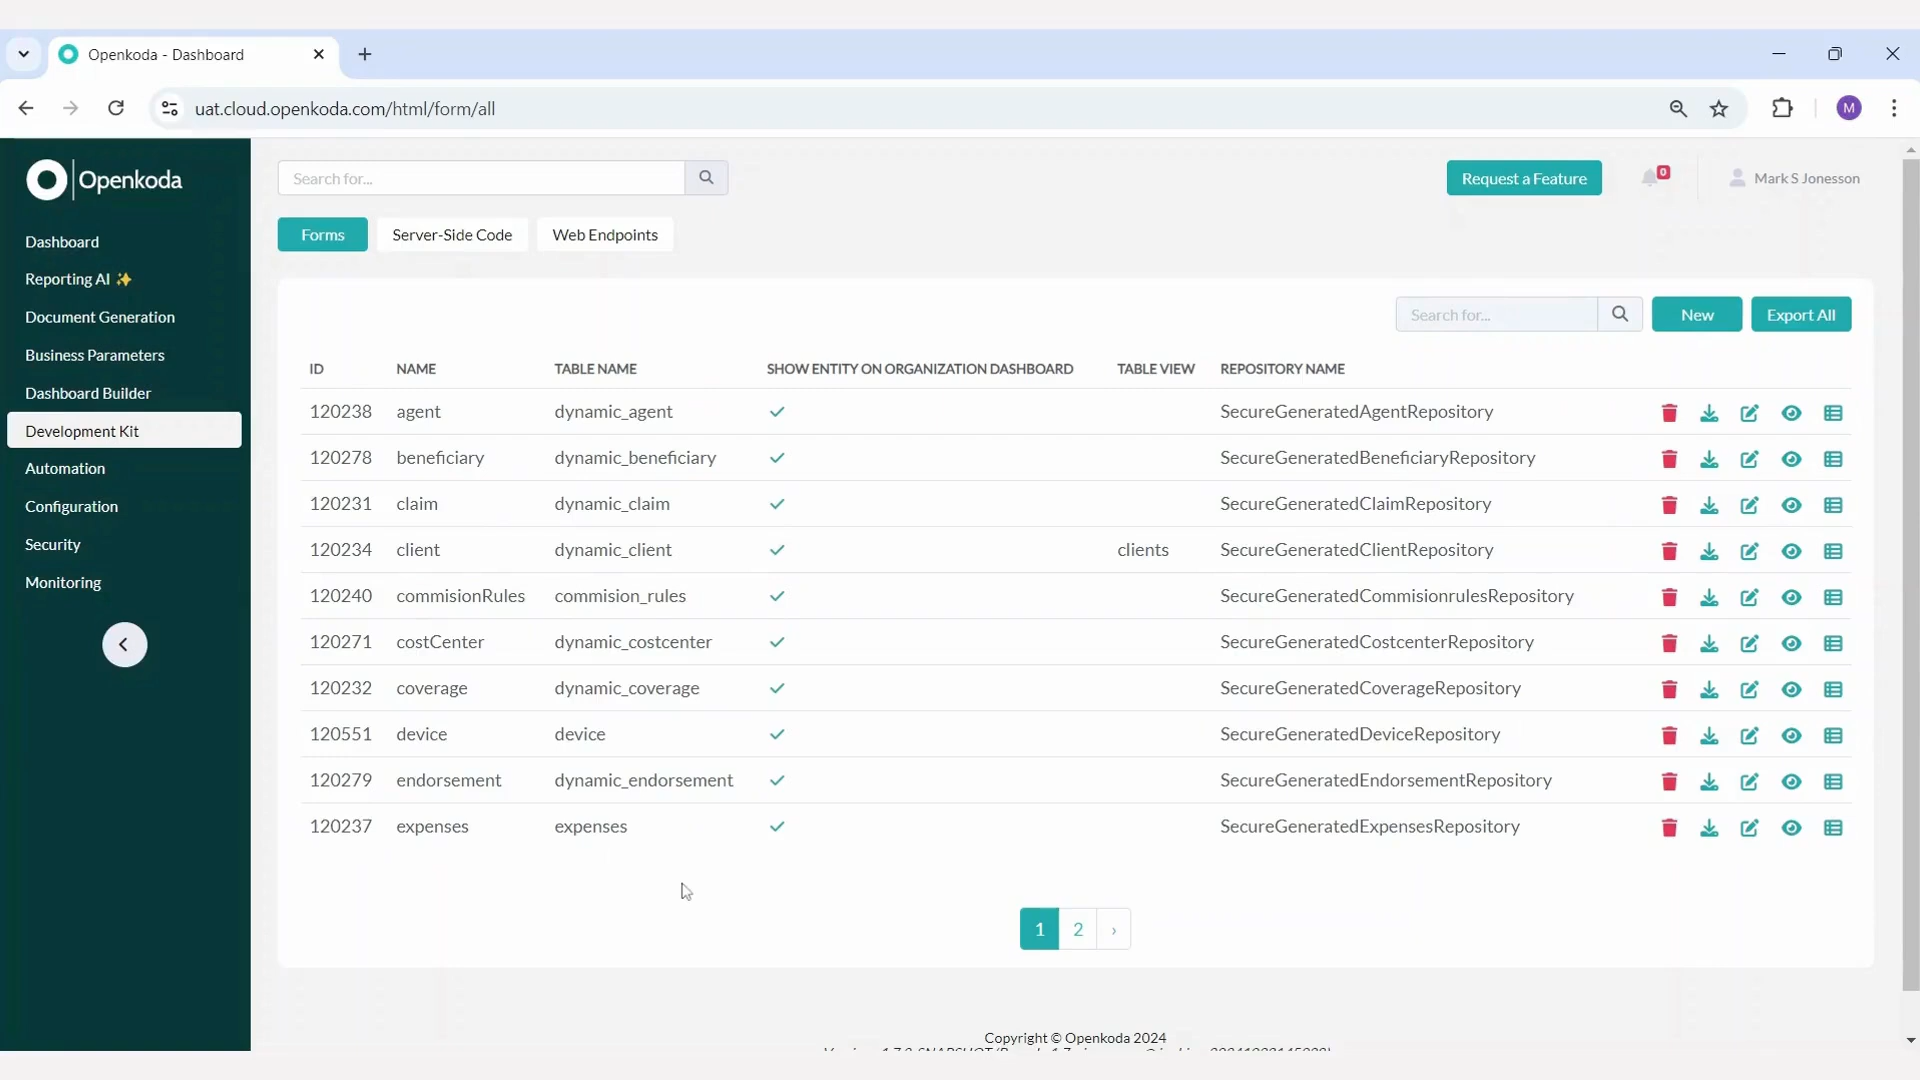 Openkoda - Dashboard
uat.cloud.openkoda.com/html/form/all
M
Openkoda
Search for...
Request a Feature
0
Mark S Jonesson
Forms
Server-Side Code
Web Endpoints
Dashboard
Reporting AI ✨
Document Generation
Business Parameters
Dashboard Builder
Development Kit
Automation
Configuration
Security
Monitoring
Search for...
New
Export All
ID NAME TABLE NAME SHOW ENTITY ON ORGANIZATION DASHBOARD TABLE VIEW REPOSITORY NAME
120238 agent dynamic_agent SecureGeneratedAgentRepository
120278 beneficiary dynamic_beneficiary SecureGeneratedBeneficiaryRepository
120231 claim dynamic_claim SecureGeneratedClaimRepository
120234 client dynamic_client clients SecureGeneratedClientRepository
120240 commisionRules commision_rules SecureGeneratedCommisionrulesRepository
120271 costCenter dynamic_costcenter SecureGeneratedCostcenterRepository
120232 coverage dynamic_coverage SecureGeneratedCoverageRepository
120551 device device SecureGeneratedDeviceRepository
120279 endorsement dynamic_endorsement SecureGeneratedEndorsementRepository
120237 expenses expenses SecureGeneratedExpensesRepository
1 2 ›
Copyright © Openkoda 2024